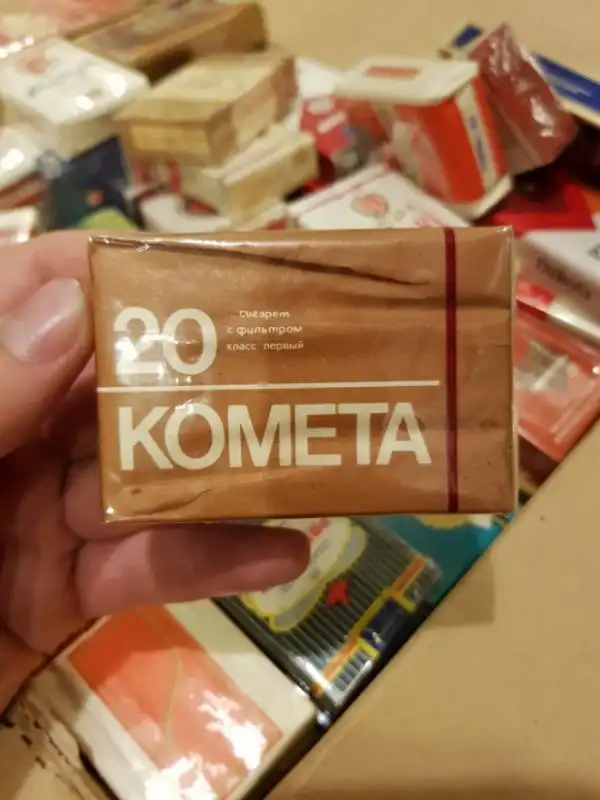 20
сигарет
с фильтром
класс первый
КОМЕТА